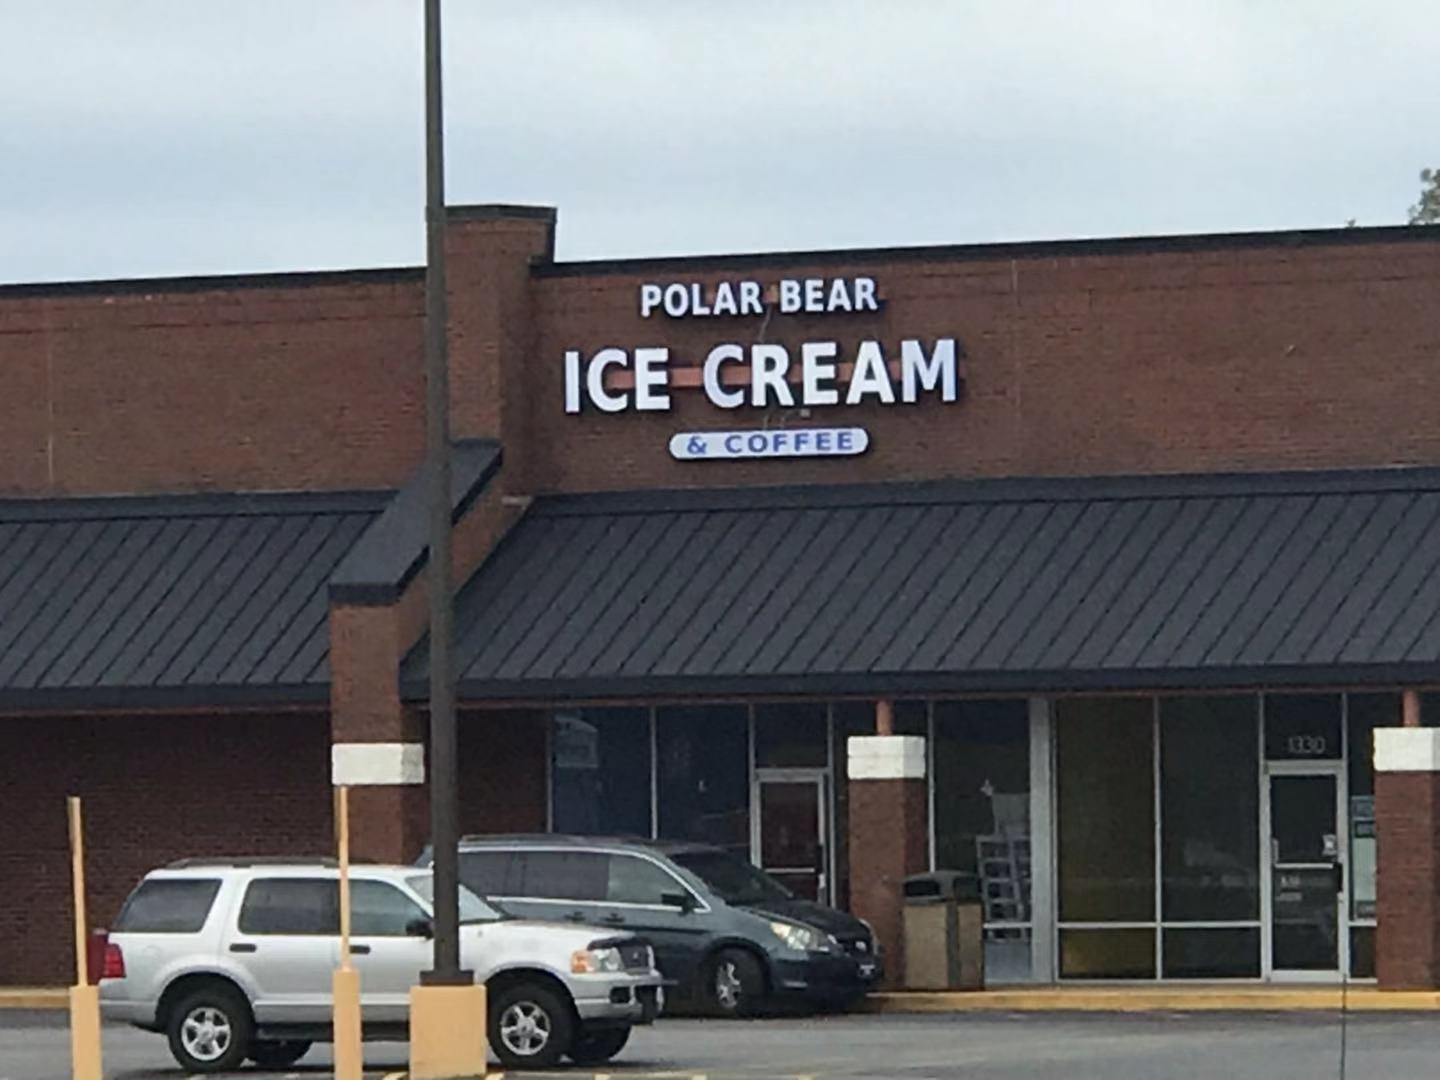 POLAR BEAR
ICE CREAM
& COFFEE
1330